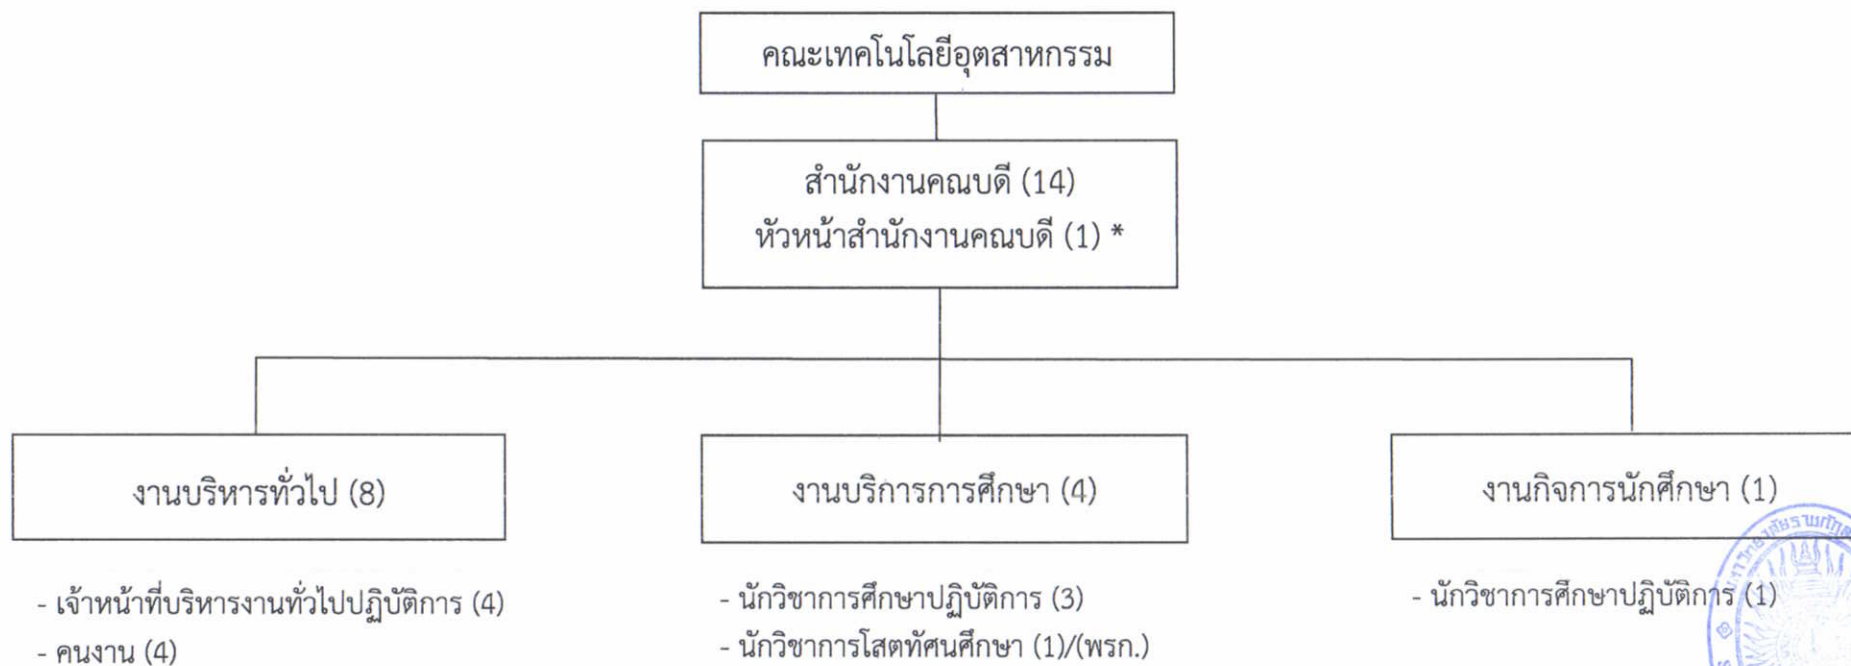 คณะเทคโนโลยีอุตสาหกรรม
สำนักงานคณบดี (14)
หัวหน้าสำนักงานคณบดี (1) *
งานบริหารทั่วไป (8)
- เจ้าหน้าที่บริหารงานทั่วไปปฏิบัติการ (4)
- คนงาน (4)
งานบริการการศึกษา (4)
- นักวิชาการศึกษาปฏิบัติการ (3)
- นักวิชาการโสตทัศนศึกษา (1)/(พรก.)
งานกิจการนักศึกษา (1)
- นักวิชาการศึกษาปฏิบัติการ (1)